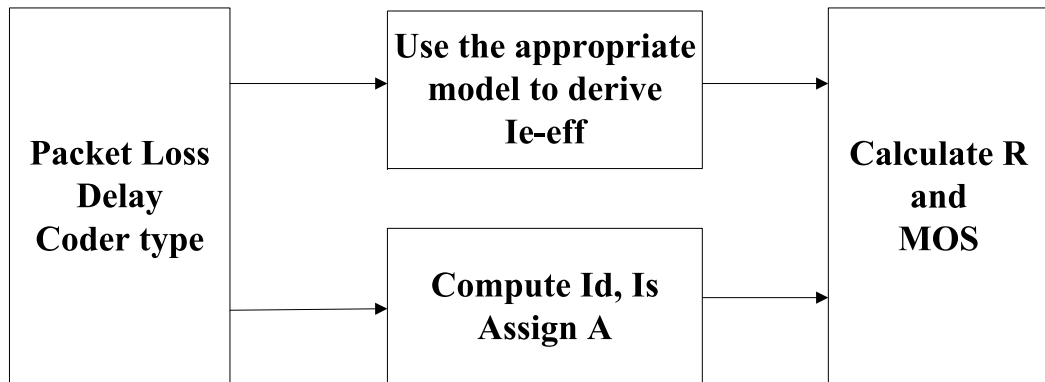 Packet Loss
Delay
Coder type
Use the appropriate
model to derive
Ie-eff
Compute Id, Is
Assign A
Calculate R
and
MOS